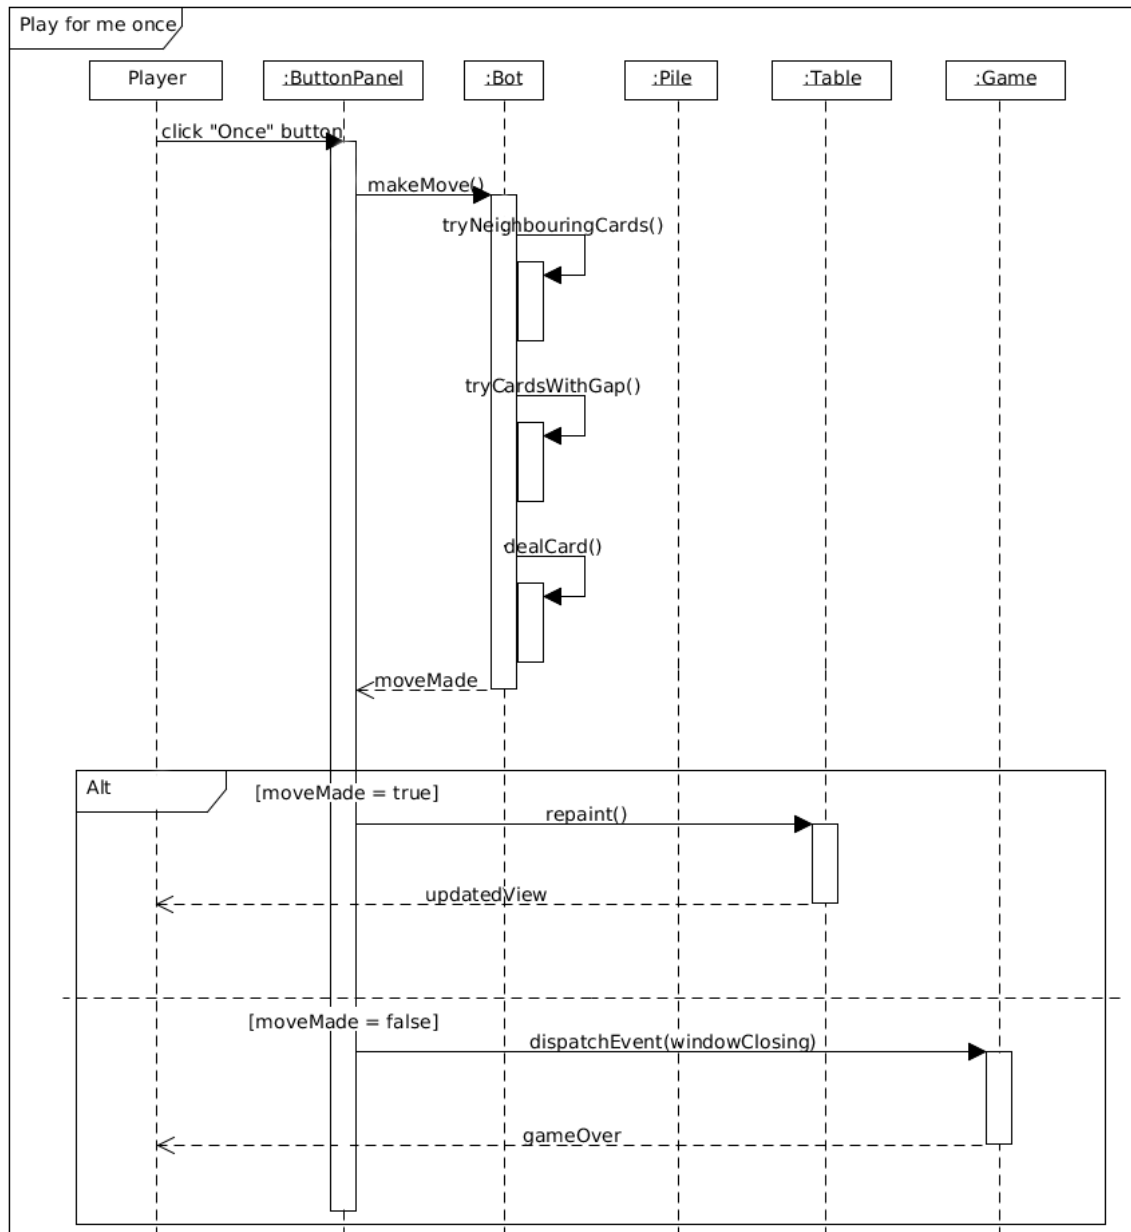 Play for me once
Player
:ButtonPanel
:Bot
:Pile
:Table
:Game
click "Once" button
makeMove()
tryNeighbouringCards()
tryCardsWithGap()
dealCard()
moveMade
Alt
[moveMade = true]
repaint()
updatedView
[moveMade = false]
dispatchEvent(windowClosing)
gameOver